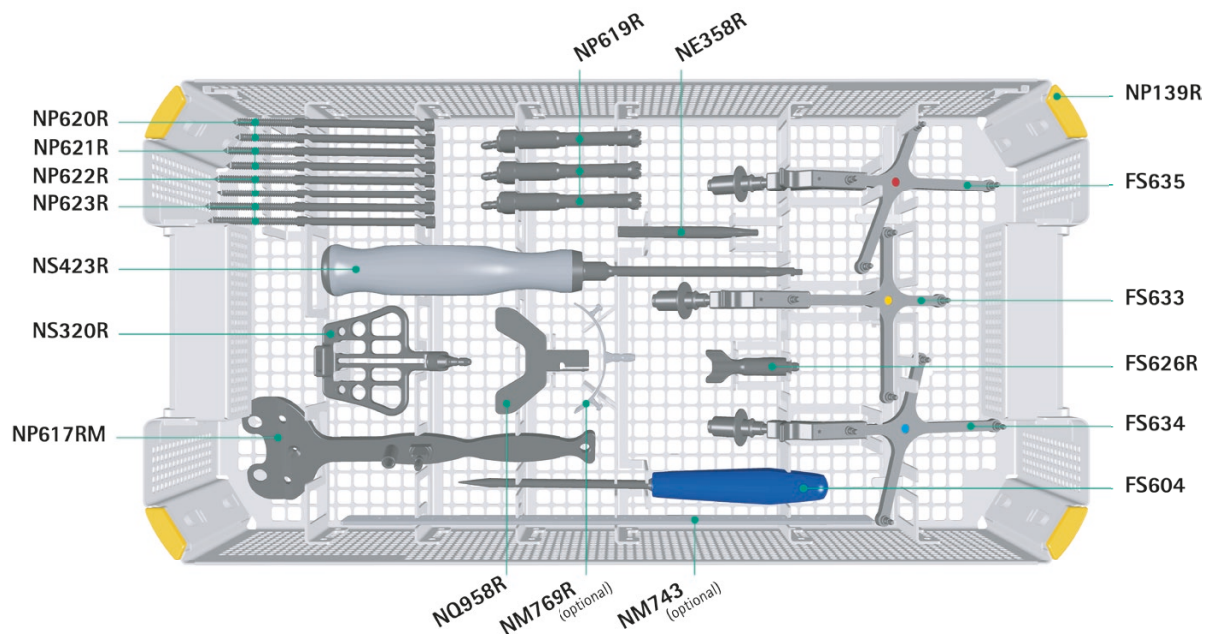 NP619R
NE358R
NP139R
NP620R
NP621R
NP622R
NP623R
FS635
NS423R
FS633
NS320R
FS626R
NP617RM
FS634
FS604
NQ958R
NM769R
(optional)
NM743
(optional)